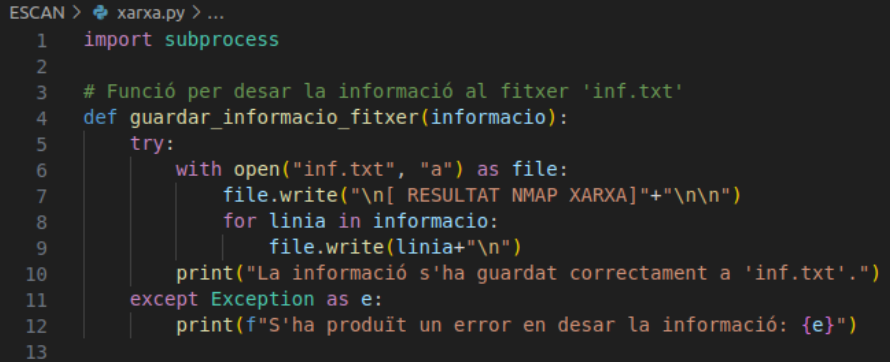 ESCAN > xarxa.py > ...
1 import subprocess
2
3 # Funció per desar la informació al fitxer 'inf.txt'
4 def guardar_informacio_fitxer(informacio):
5     try:
6         with open("inf.txt", "a") as file:
7             file.write("\n[ RESULTAT NMAP XARXA]"+"\n\n")
8             for linia in informacio:
9                 file.write(linia+"\n")
10         print("La informació s'ha guardat correctament a 'inf.txt'.")
11     except Exception as e:
12         print(f"S'ha produït un error en desar la informació: {e}")
13